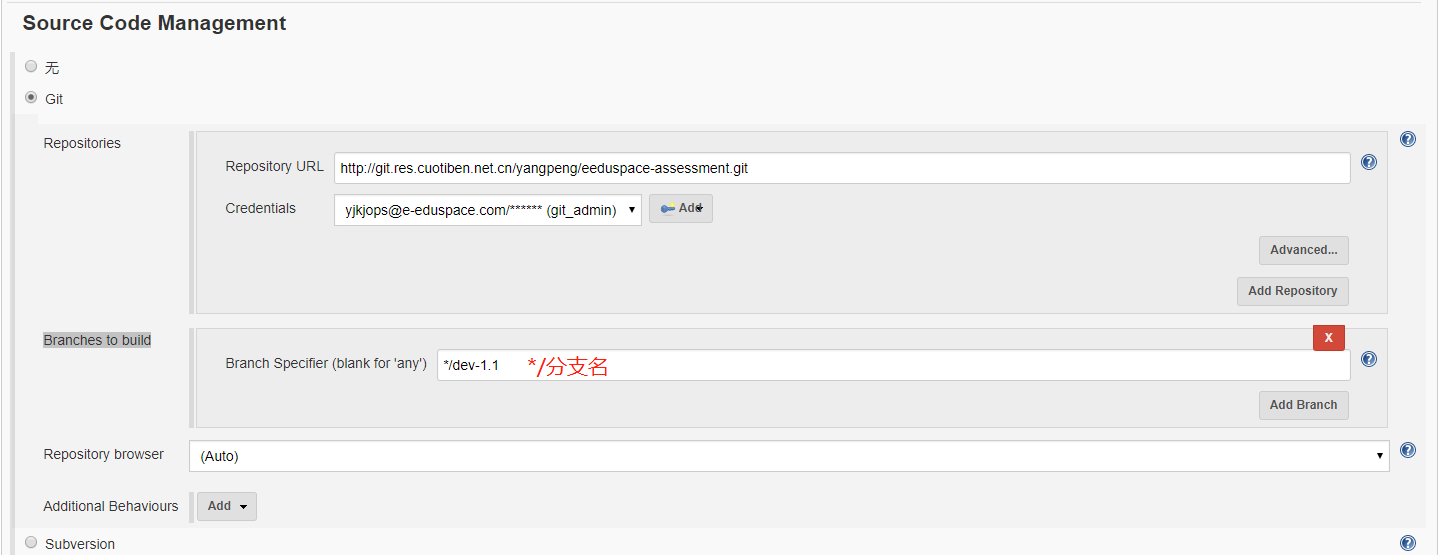 Source Code Management
无
Git
Repositories
Repository URL http://git.res.cuotiben.net.cn/yangpeng/eeduspace-assessment.git
Credentials yjkjops@e-eduspace.com/****** (git_admin) Add
Advanced...
Add Repository
Branches to build
X
Branch Specifier (blank for 'any') */dev-1.1 */分支名
Add Branch
Repository browser (Auto)
Additional Behaviours Add
Subversion